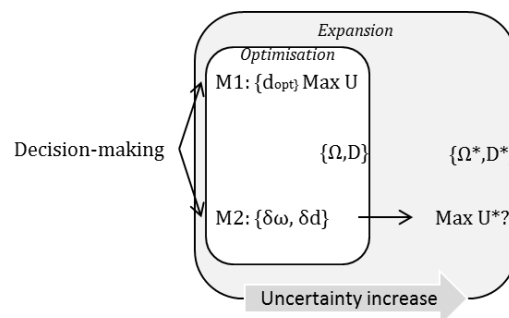 Expansion
Optimisation
M1: {dopt} Max U
Decision-making
{Ω,D}
{Ω*,D*
M2: {δω, δd}
Max U*?
Uncertainty increase